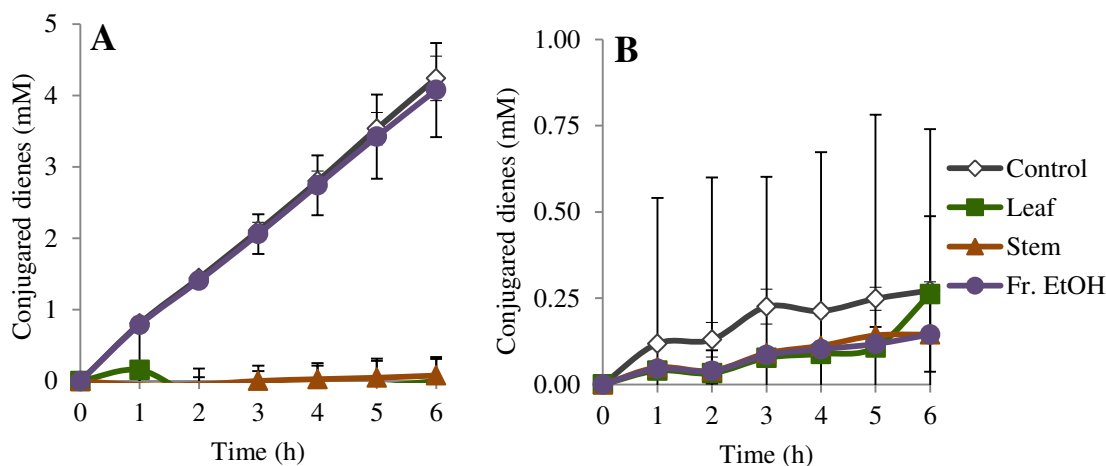 A
Conjugared dienes (mM)
5
4
3
2
1
0
0 1 2 3 4 5 6
Time (h)
B
Conjugared dienes (mM)
1.00
0.75
0.50
0.25
0.00
0 1 2 3 4 5 6
Time (h)
Control
Leaf
Stem
Fr. EtOH